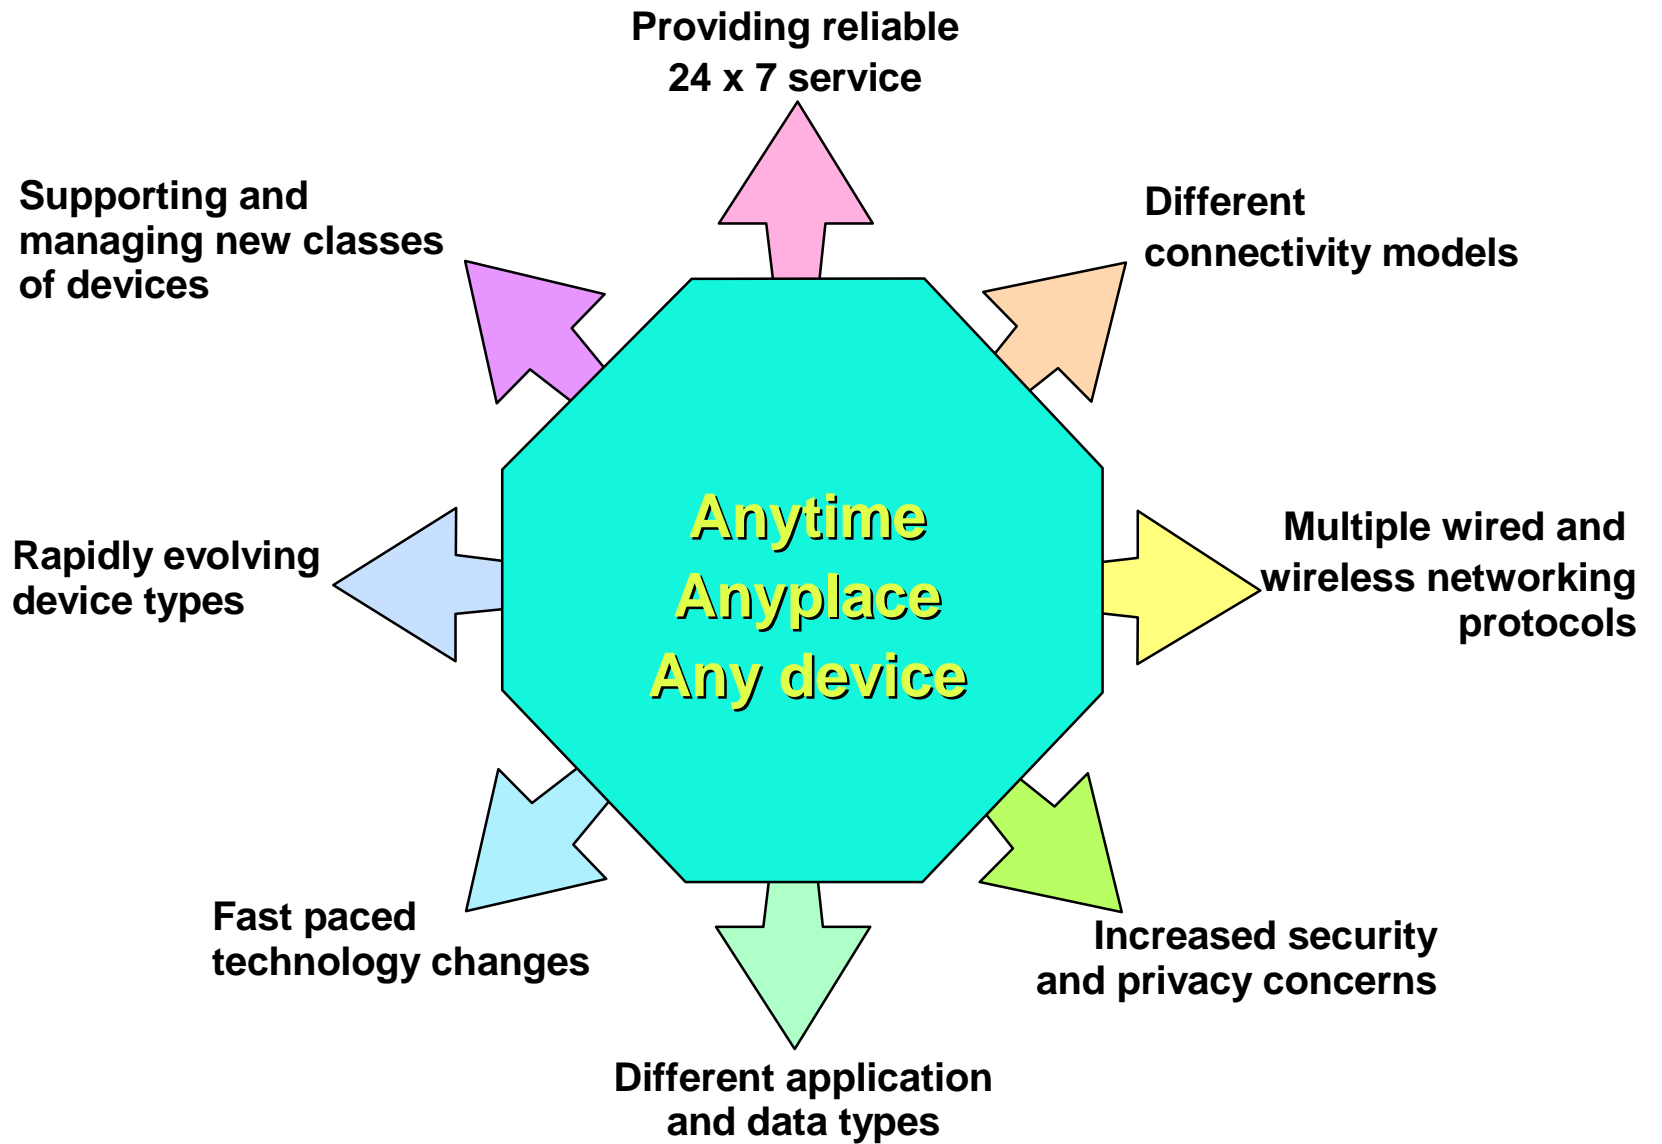 Providing reliable
24 x 7 service
Supporting and
managing new classes
of devices
Different
connectivity models
Rapidly evolving
device types
Anytime
Anyplace
Any device
Multiple wired and
wireless networking
protocols
Fast paced
technology changes
Increased security
and privacy concerns
Different application
and data types